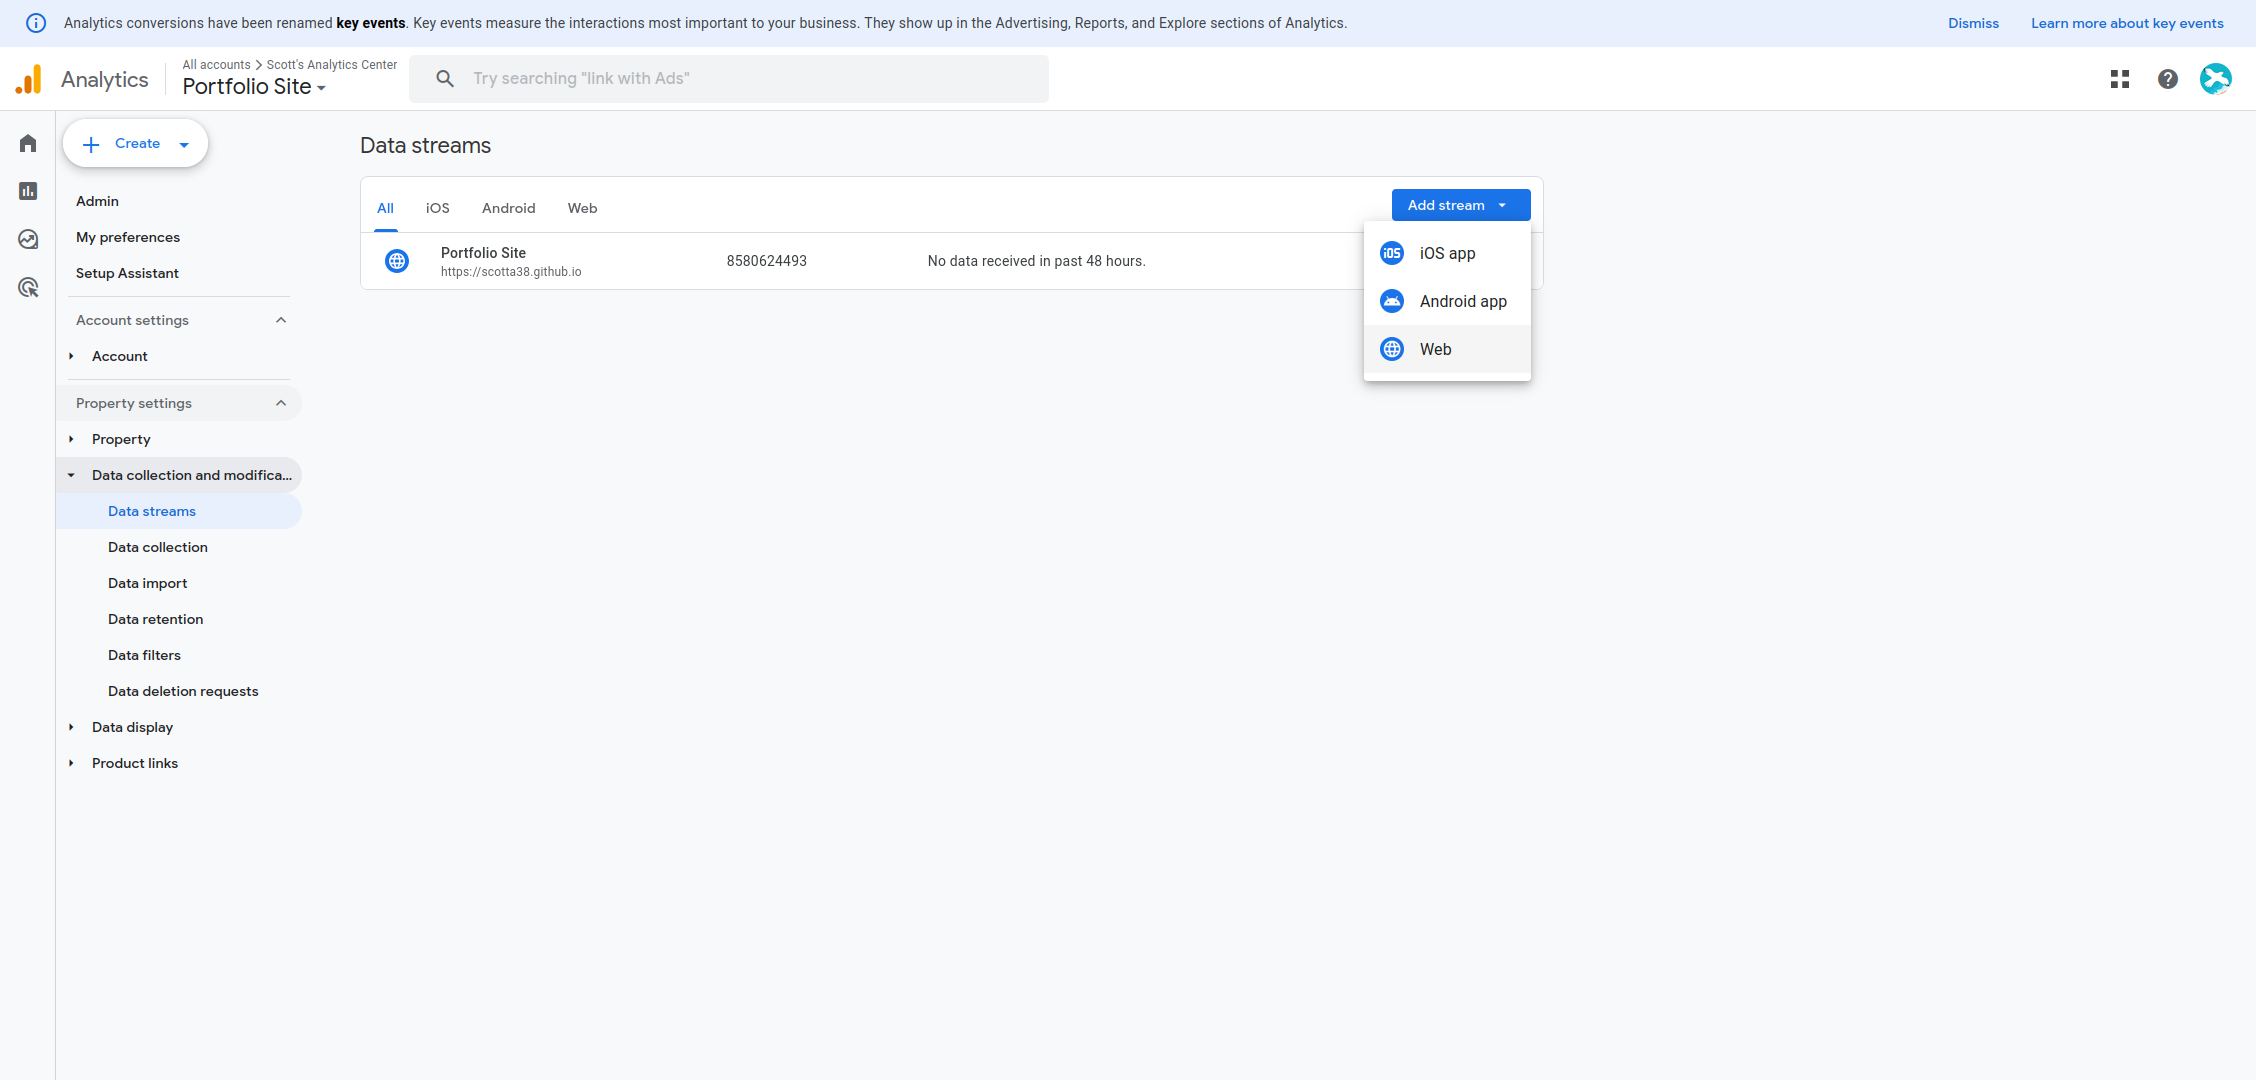 Analytics conversions have been renamed key events. Key events measure the interactions most important to your business. They show up in the Advertising, Reports, and Explore sections of Analytics.
Dismiss
Learn more about key events
Analytics
All accounts > Scott's Analytics Center
Portfolio Site
Try searching "link with Ads"
Create
Admin
My preferences
Setup Assistant
Account settings
Account
Property settings
Property
Data collection and modifica...
Data streams
Data collection
Data import
Data retention
Data filters
Data deletion requests
Data display
Product links
Data streams
All
iOS
Android
Web
Add stream
Portfolio Site
https://scotta38.github.io
8580624493
No data received in past 48 hours.
iOS
iOS app
Android app
Web